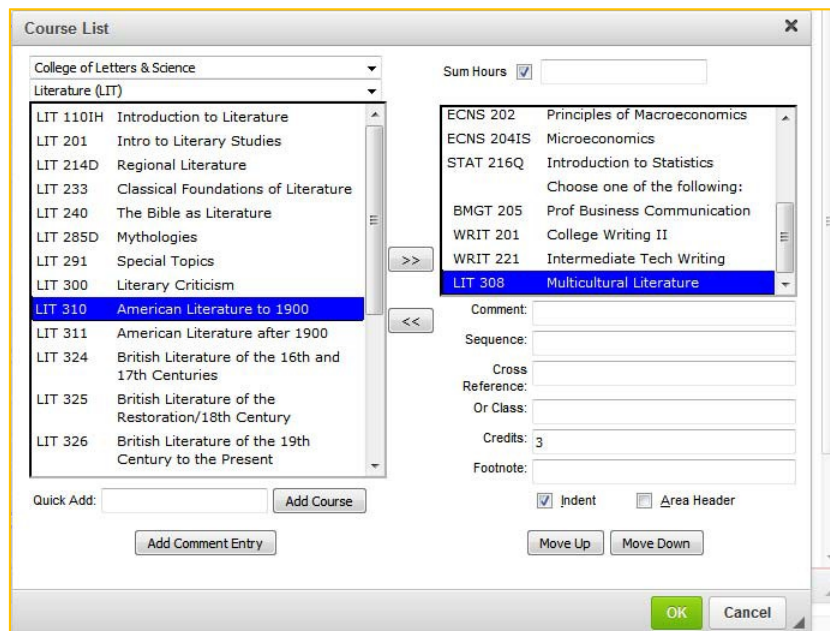 Course List
College of Letters & Science
Literature (LIT)
LIT 110IH Introduction to Literature
LIT 201 Intro to Literary Studies
LIT 214D Regional Literature
LIT 233 Classical Foundations of Literature
LIT 240 The Bible as Literature
LIT 285D Mythologies
LIT 291 Special Topics
LIT 300 Literary Criticism
LIT 310 American Literature to 1900
LIT 311 American Literature after 1900
LIT 324 British Literature of the 16th and
17th Centuries
LIT 325 British Literature of the
Restoration/18th Century
LIT 326 British Literature of the 19th
Century to the Present
Quick Add:
Add Course
Add Comment Entry
>>
<<
Sum Hours
ECNS 202 Principles of Macroeconomics
ECNS 204IS Microeconomics
STAT 216Q Introduction to Statistics
Choose one of the following:
BMGT 205 Prof Business Communication
WRIT 201 College Writing II
WRIT 221 Intermediate Tech Writing
LIT 308 Multicultural Literature
Comment:
Sequence:
Cross
Reference:
Or Class:
Credits: 3
Footnote:
Indent Area Header
Move Up Move Down
OK Cancel